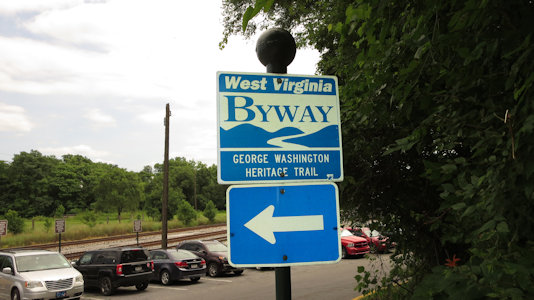 West Virginia
BYWAY
GEORGE WASHINGTON
HERITAGE TRAIL